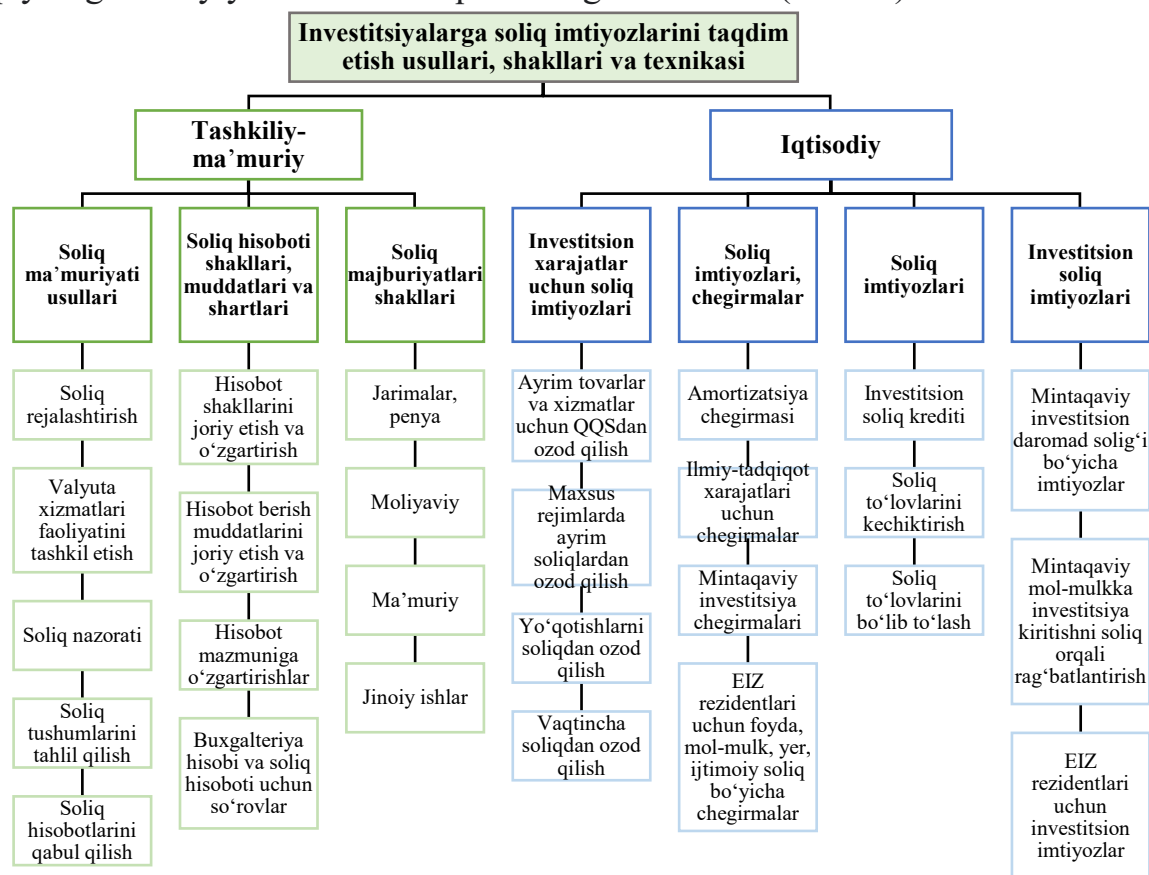 Investitsiyalarga soliq imtiyozlarini taqdim
etish usullari, shakllari va texnikasi
Tashkiliy-
ma’muriy
Iqtisodiy
Soliq
ma’muriyati
usullari
Soliq hisoboti
shakllari,
muddatlari va
shartlari
Soliq
majburiyatlari
shakllari
Investitsion
xarajatlar
uchun soliq
imtiyozlari
Soliq
imtiyozlari,
chegirmalar
Soliq
imtiyozlari
Investitsion
soliq
imtiyozlari
Soliq
rejalashtirish
Valyuta
xizmatlari
faoliyatini
tashkil etish
Soliq nazorati
Soliq
tushumlarini
tahlil qilish
Soliq
hisobotlarini
qabul qilish
Hisobot
shakllarini
joriy etish va
o‘zgartirish
Hisobot berish
muddatlarini
joriy etish va
o‘zgartirish
Hisobot
mazmuniga
o‘zgartirishlar
Buxgalteriya
hisobi va soliq
hisoboti uchun
so‘rovlar
Jarimalar,
penya
Moliyaviy
Ma’muriy
Jinoiy ishlar
Ayrim tovarlar
va xizmatlar
uchun QQSdan
ozod qilish
Maxsus
rejimlarda
ayrim
soliqlardan
ozod qilish
Yo‘qotishlarni
soliqdan ozod
qilish
Vaqtincha
soliqdan ozod
qilish
Amortizatsiya
chegirmasi
Ilmiy-tadqiqot
xarajatlari
uchun
chegirmalar
Mintaqaviy
investitsiya
chegirmalari
EIZ
rezidentlari
uchun foyda,
mol-mulk, yer,
ijtimoiy soliq
bo‘yicha
chegirmalar
Investitsion
soliq krediti
Soliq
to‘lovlarini
kechiktirish
Soliq
to‘lovlarini
bo‘lib to‘lash
Mintaqaviy
investitsion
daromad solig‘i
bo‘yicha
imtiyozlar
Mintaqaviy
mol-mulkka
investitsiya
kiritishni soliq
orqali
rag‘batlantirish
EIZ
rezidentlari
uchun
investitsion
imtiyozlar